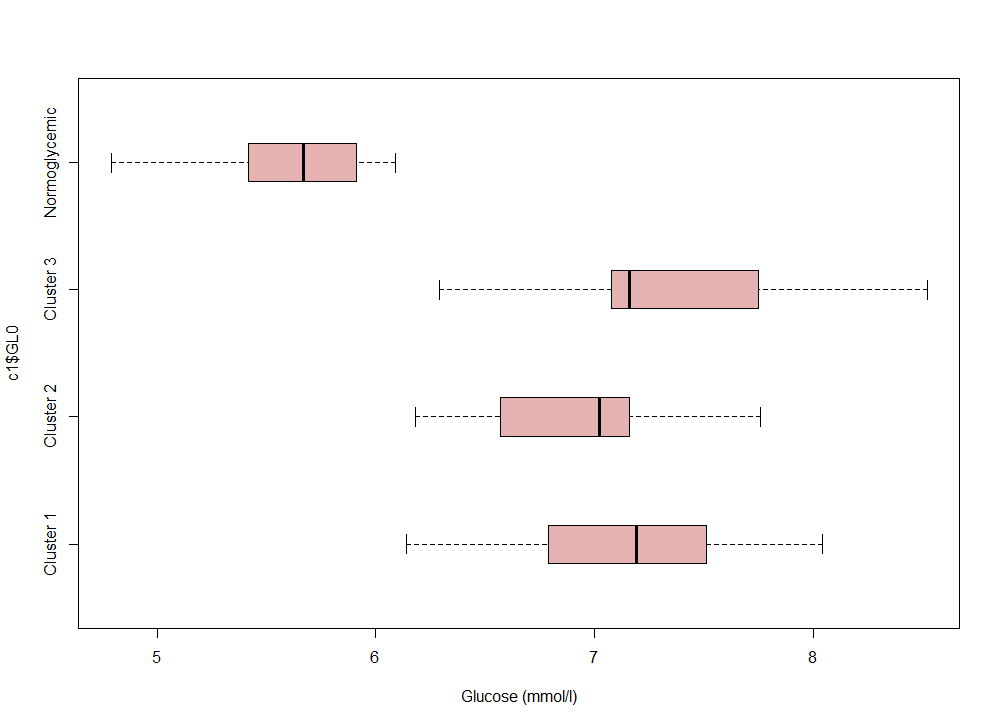 c1$GL0
Normoglycemic
Cluster 3
Cluster 2
Cluster 1
5 6 7 8
Glucose (mmol/l)